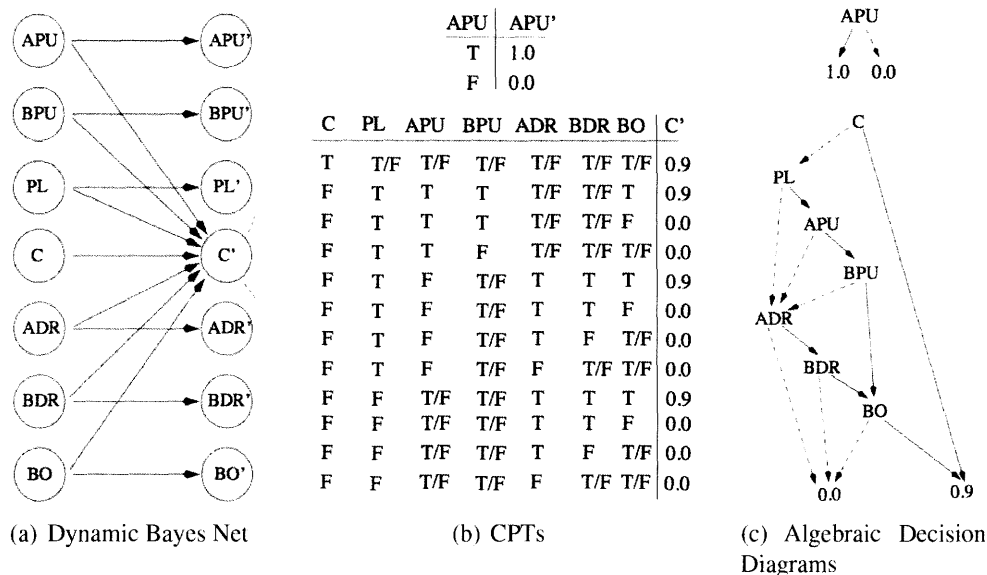 APU APU'
BPU BPU'
PL PL'
C C'
ADR ADR'
BDR BDR'
BO BO'
(a) Dynamic Bayes Net
APU APU'
T 1.0
F 0.0
C PL APU BPU ADR BDR BO C'
T T/F T/F T/F T/F T/F T/F 0.9
F T T T T/F T/F T 0.9
F T T T T/F T/F F 0.0
F T T F T/F T/F T/F 0.0
F T F T/F T T T 0.9
F T F T/F T T F 0.0
F T F T/F T F T/F 0.0
F T F T/F F T/F T/F 0.0
F F T/F T/F T T T 0.9
F F T/F T/F T T F 0.0
F F T/F T/F T F T/F 0.0
F F T/F T/F F T/F T/F 0.0
(b) CPTs
APU
1.0 0.0
C
PL
APU
BPU
ADR
BDR
BO
0.0 0.9
(c) Algebraic Decision
Diagrams